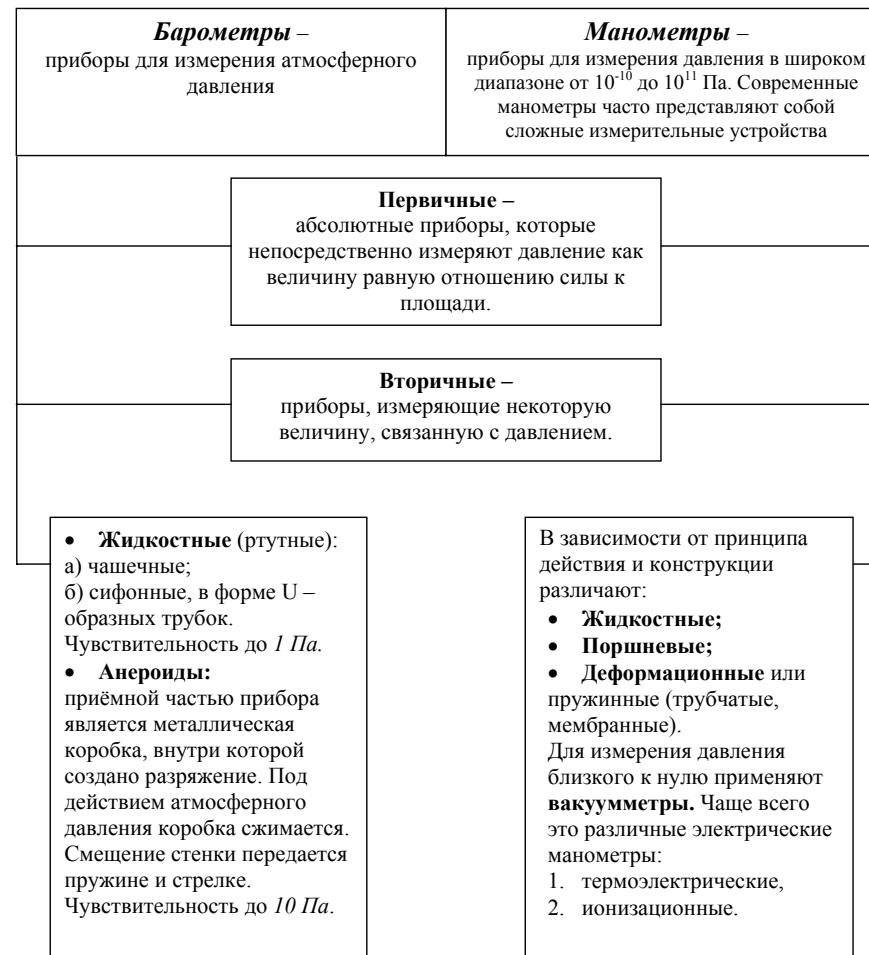 Барометры –
приборы для измерения атмосферного
давления
Манометры –
приборы для измерения давления в широком
диапазоне от 10⁻¹⁰ до 10¹¹ Па. Современные
манометры часто представляют собой
сложные измерительные устройства
Первичные –
абсолютные приборы, которые
непосредственно измеряют давление как
величину равную отношению силы к
площади.
Вторичные –
приборы, измеряющие некоторую
величину, связанную с давлением.
• Жидкостные (ртутные):
а) чашечные;
б) сифонные, в форме U –
образных трубок.
Чувствительность до 1 Па.
• Анероиды:
приёмной частью прибора
является металлическая
коробка, внутри которой
создано разряжение. Под
действием атмосферного
давления коробка сжимается.
Смещение стенки передается
пружине и стрелке.
Чувствительность до 10 Па.
В зависимости от принципа
действия и конструкции
различают:
• Жидкостные;
• Поршневые;
• Деформационные или
пружинные (трубчатые,
мембранные).
Для измерения давления
близкого к нулю применяют
вакуумметры. Чаще всего
это различные электрические
манометры:
1. термоэлектрические,
2. ионизационные.